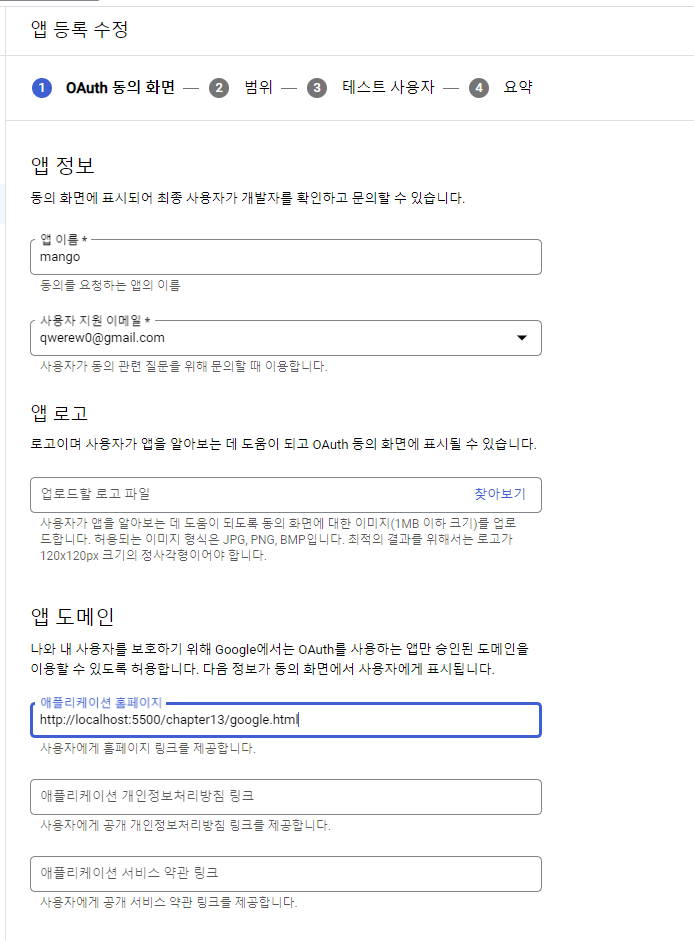 앱 등록 수정
1 OAuth 동의 화면 — 2 범위 — 3 테스트 사용자 — 4 요약
앱 정보
동의 화면에 표시되어 최종 사용자가 개발자를 확인하고 문의할 수 있습니다.
앱 이름 *
mango
동의를 요청하는 앱의 이름
사용자 지원 이메일 *
qwerew0@gmail.com
사용자가 동의 관련 질문을 위해 문의할 때 이용합니다.
앱 로고
로고이며 사용자가 앱을 알아보는 데 도움이 되고 OAuth 동의 화면에 표시될 수 있습니다.
업로드할 로고 파일 찾아보기
사용자가 앱을 알아보는 데 도움이 되도록 동의 화면에 대한 이미지(1MB 이하 크기)를 업로
드합니다. 허용되는 이미지 형식은 JPG, PNG, BMP입니다. 최적의 결과를 위해서는 로고가
120x120px 크기의 정사각형이어야 합니다.
앱 도메인
나와 내 사용자를 보호하기 위해 Google에서는 OAuth를 사용하는 앱만 승인된 도메인을
이용할 수 있도록 허용합니다. 다음 정보가 동의 화면에서 사용자에게 표시됩니다.
애플리케이션 홈페이지
http://localhost:5500/chapter13/google.html
사용자에게 홈페이지 링크를 제공합니다.
애플리케이션 개인정보처리방침 링크
사용자에게 공개 개인정보처리방침 링크를 제공합니다.
애플리케이션 서비스 약관 링크
사용자에게 공개 서비스 약관 링크를 제공합니다.